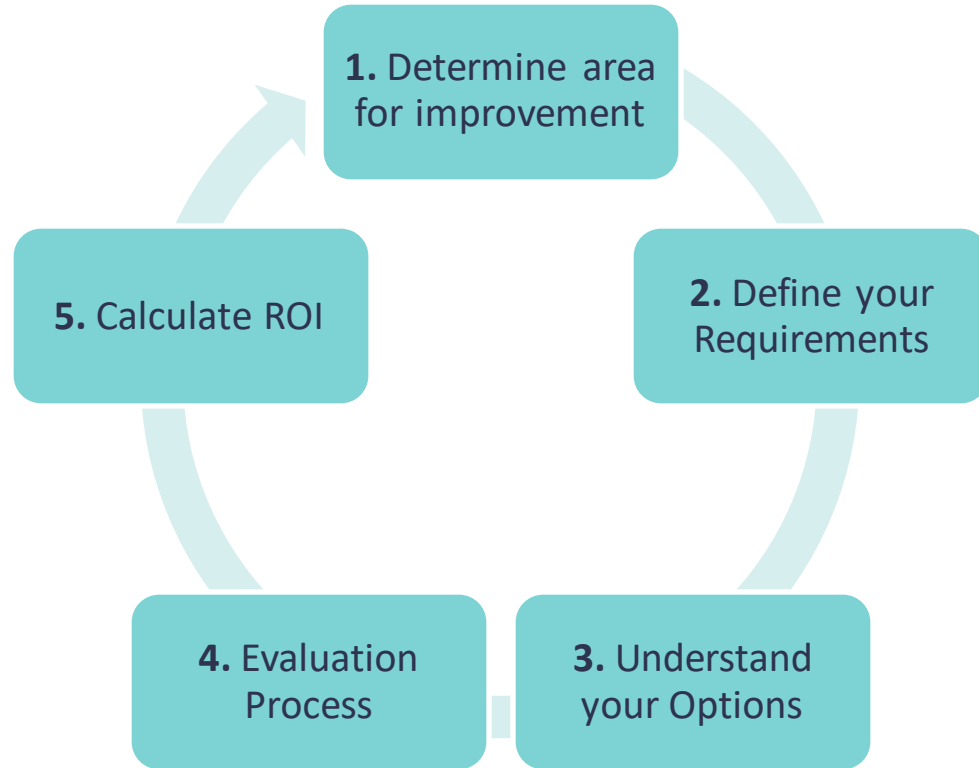 1. Determine area
for improvement
2. Define your
Requirements
3. Understand
your Options
4. Evaluation
Process
5. Calculate ROI